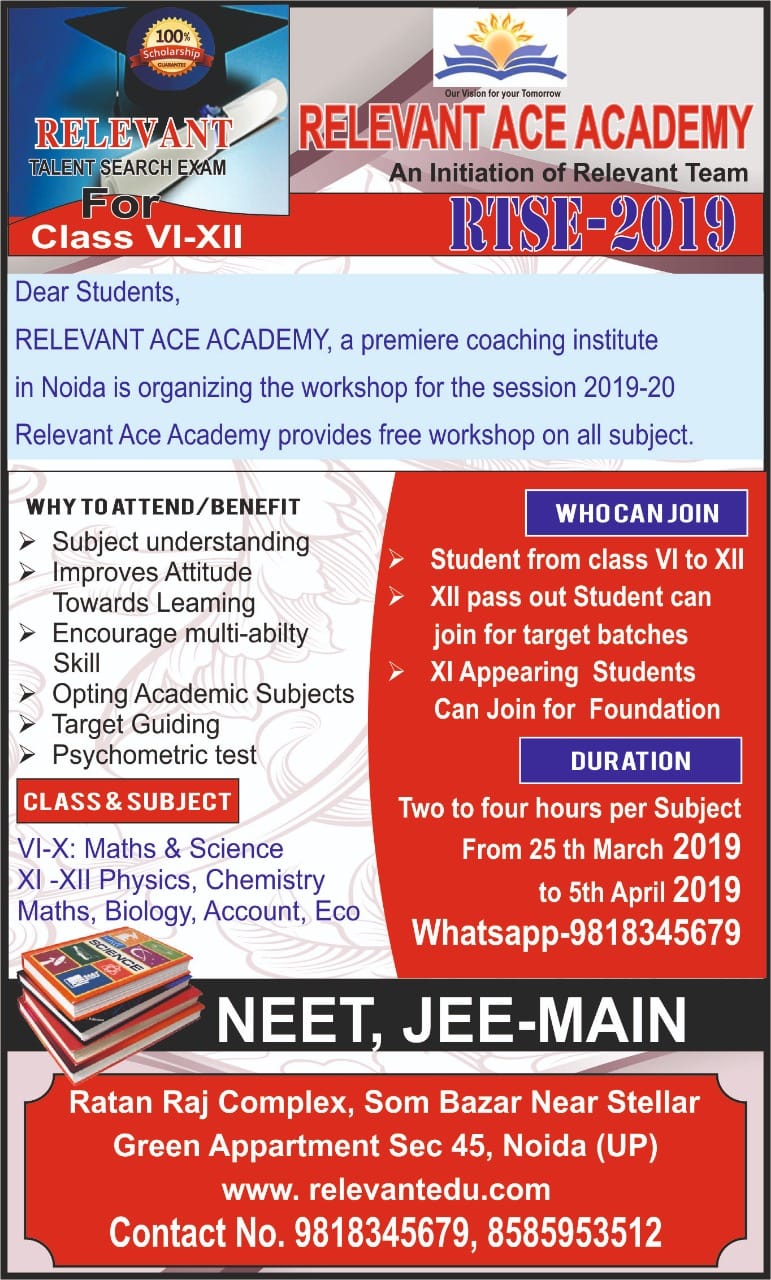 100%
Scholarship
GUARANTEE
RELEVANT
TALENT SEARCH EXAM
For
Class VI-XII
Our Vision for your Tomorrow
RELEVANT ACE ACADEMY
An Initiation of Relevant Team
RTSE-2019
Dear Students,
RELEVANT ACE ACADEMY, a premiere coaching institute
in Noida is organizing the workshop for the session 2019-20
Relevant Ace Academy provides free workshop on all subject.
WHY TO ATTEND/BENEFIT
Subject understanding
Improves Attitude
Towards Leaming
Encourage multi-abilty
Skill
Opting Academic Subjects
Target Guiding
Psychometric test
CLASS & SUBJECT
VI-X: Maths & Science
XI -XII Physics, Chemistry
Maths, Biology, Account, Eco
SCIENCE
WHO CAN JOIN
Student from class VI to XII
XII pass out Student can
join for target batches
XI Appearing Students
Can Join for Foundation
DURATION
Two to four hours per Subject
From 25 th March 2019
to 5th April 2019
Whatsapp-9818345679
NEET, JEE-MAIN
Ratan Raj Complex, Som Bazar Near Stellar
Green Appartment Sec 45, Noida (UP)
www. relevantedu.com
Contact No. 9818345679, 8585953512